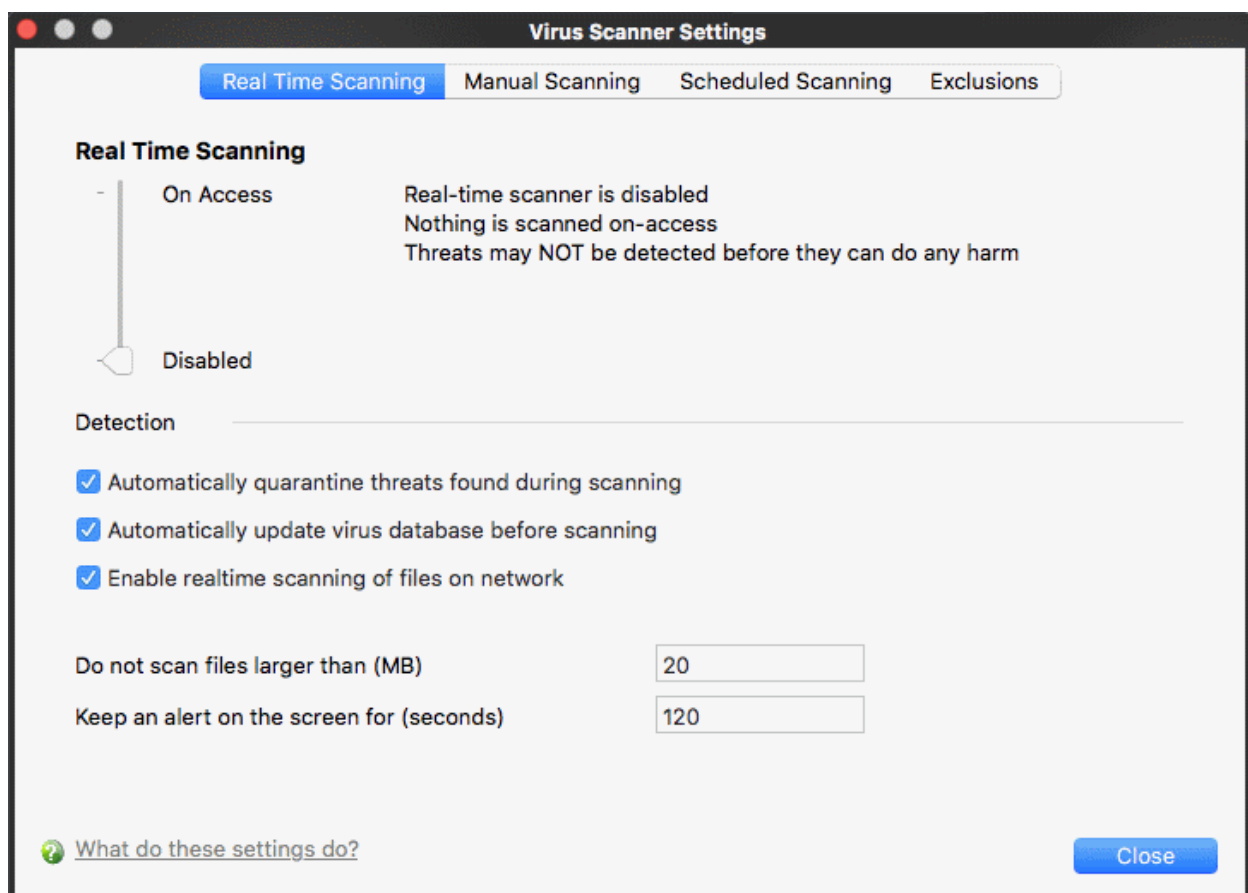 Virus Scanner Settings
Real Time Scanning Manual Scanning Scheduled Scanning Exclusions
Real Time Scanning
On Access
Real-time scanner is disabled
Nothing is scanned on-access
Threats may NOT be detected before they can do any harm
Disabled
Detection
Automatically quarantine threats found during scanning
Automatically update virus database before scanning
Enable realtime scanning of files on network
Do not scan files larger than (MB) 20
Keep an alert on the screen for (seconds) 120
? What do these settings do?
Close